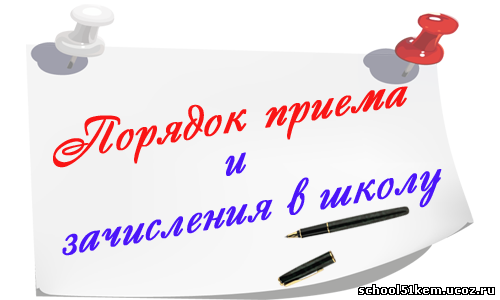 Порядок приема
и
зачисления в школу
school51kem.ucoz.ru